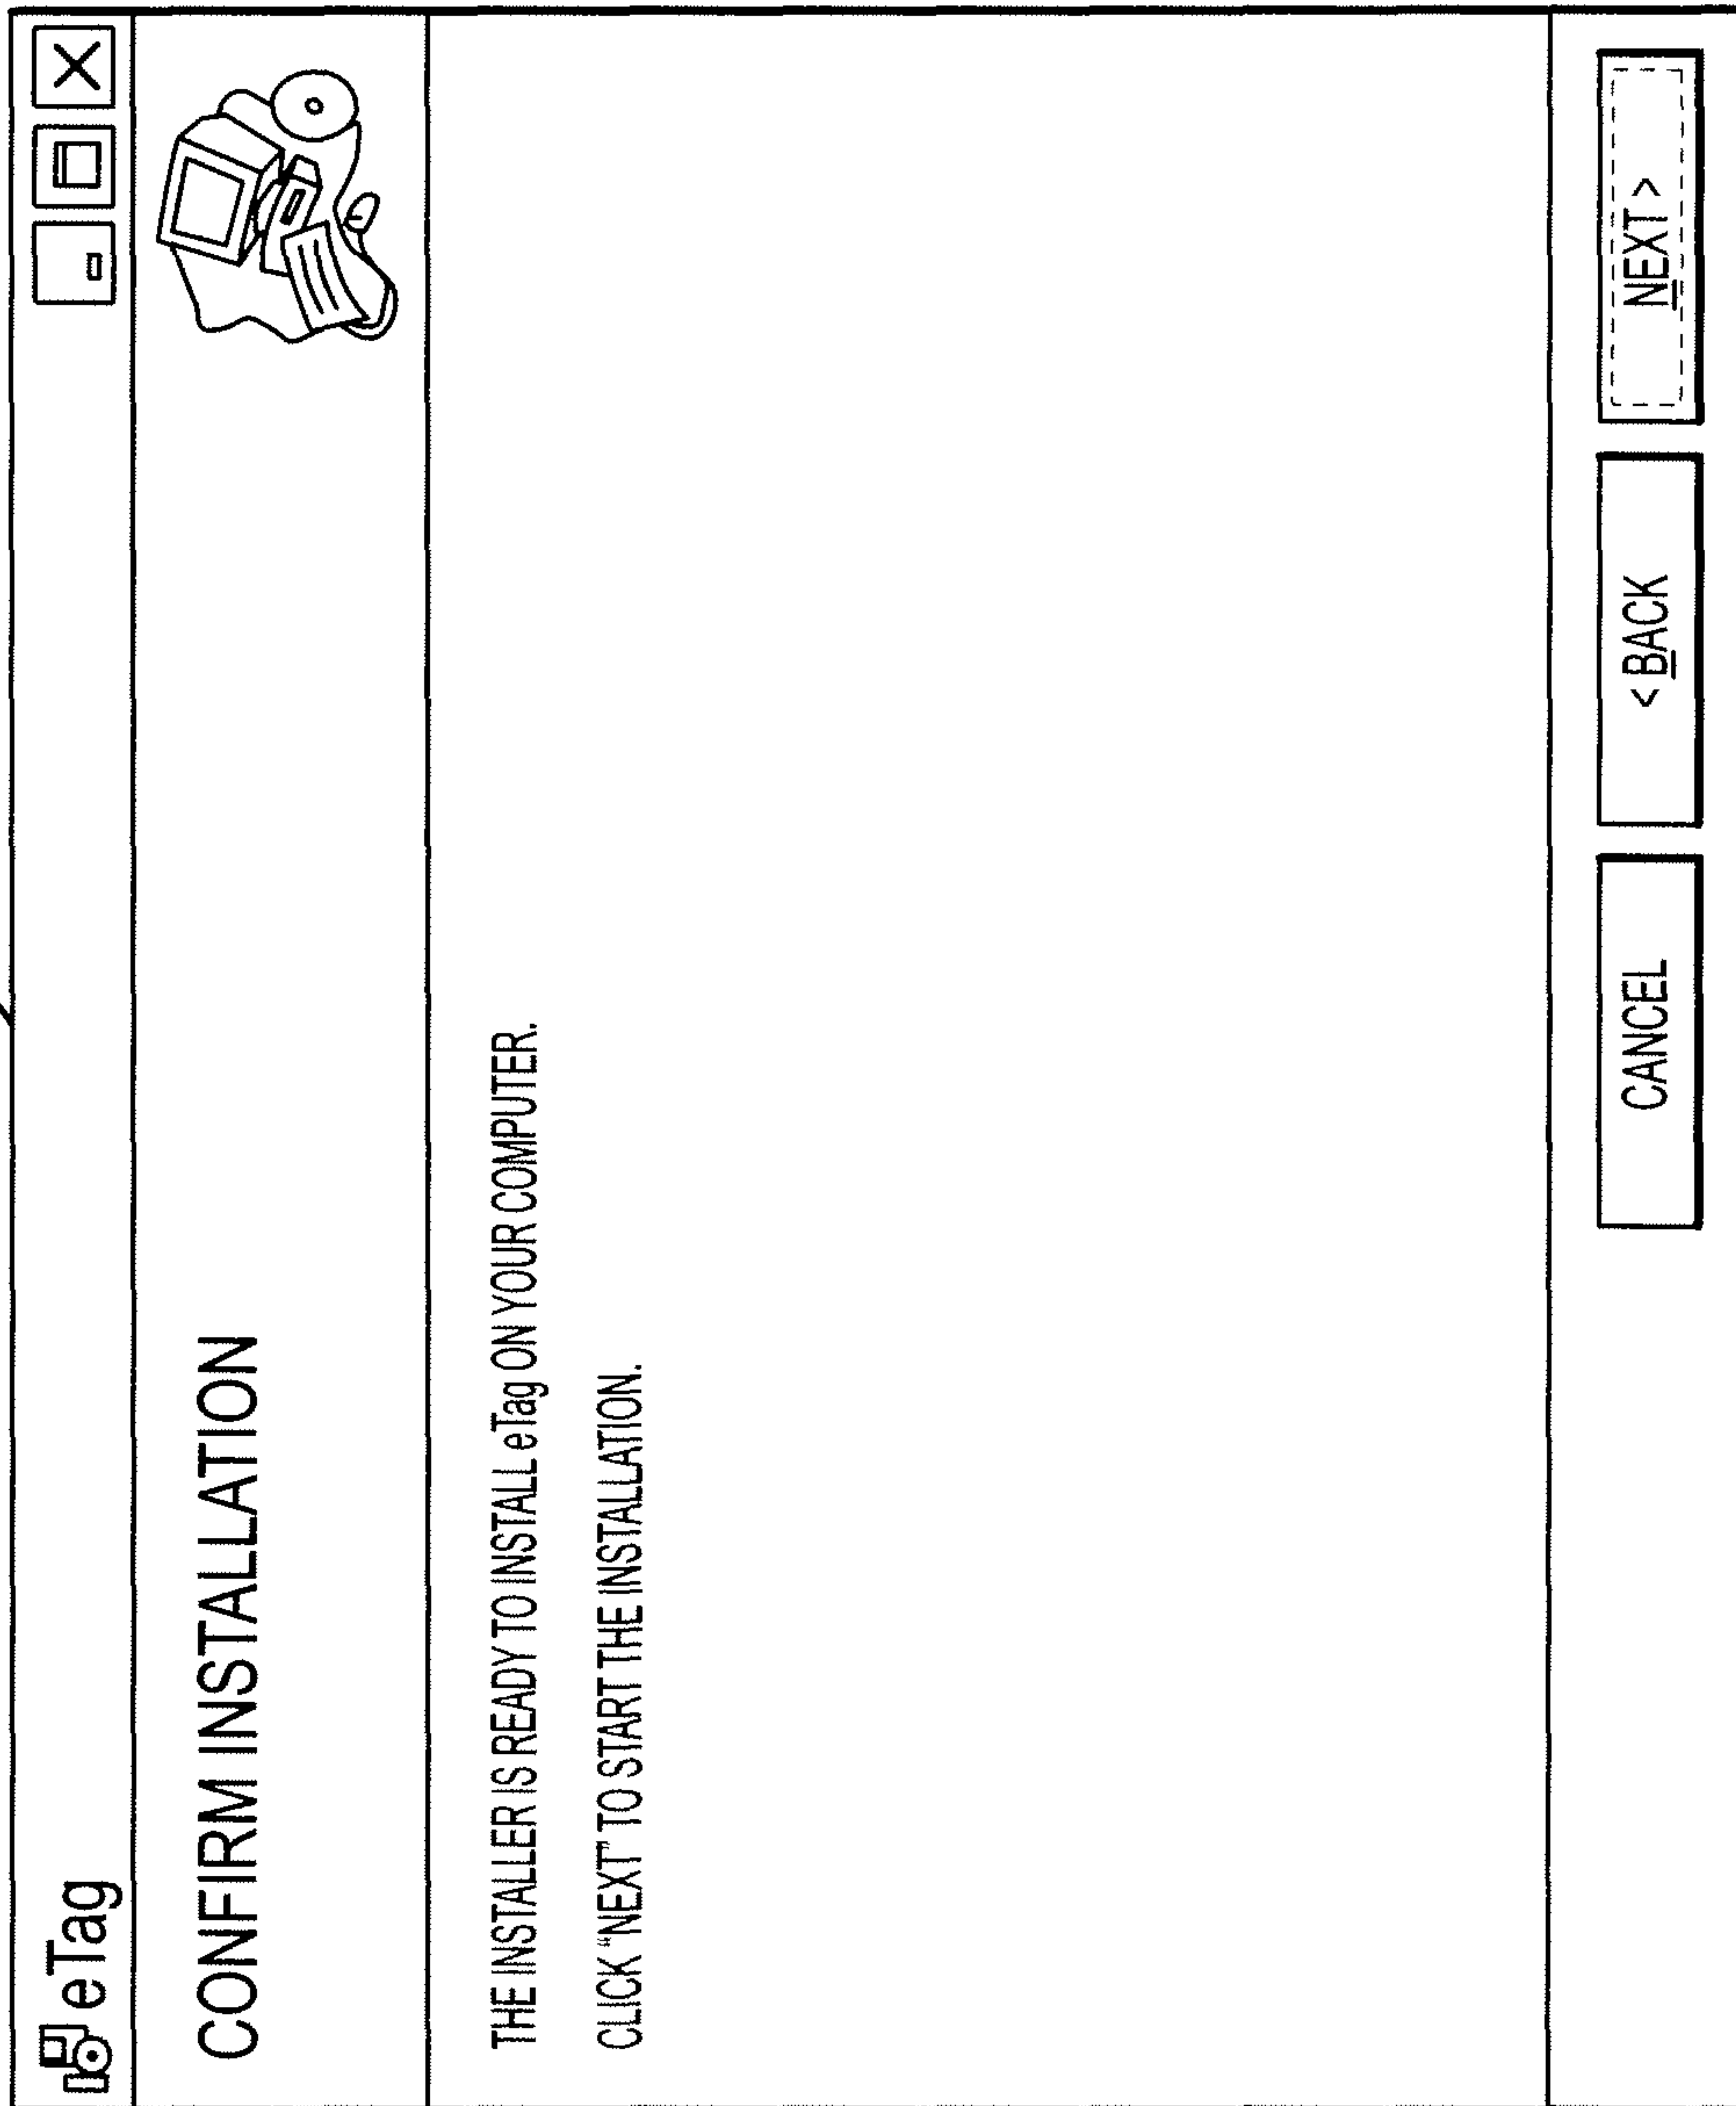 eTag
CONFIRM INSTALLATION
THE INSTALLER IS READY TO INSTALL eTag ON YOUR COMPUTER.
CLICK "NEXT" TO START THE INSTALLATION.
CANCEL
< BACK
NEXT >